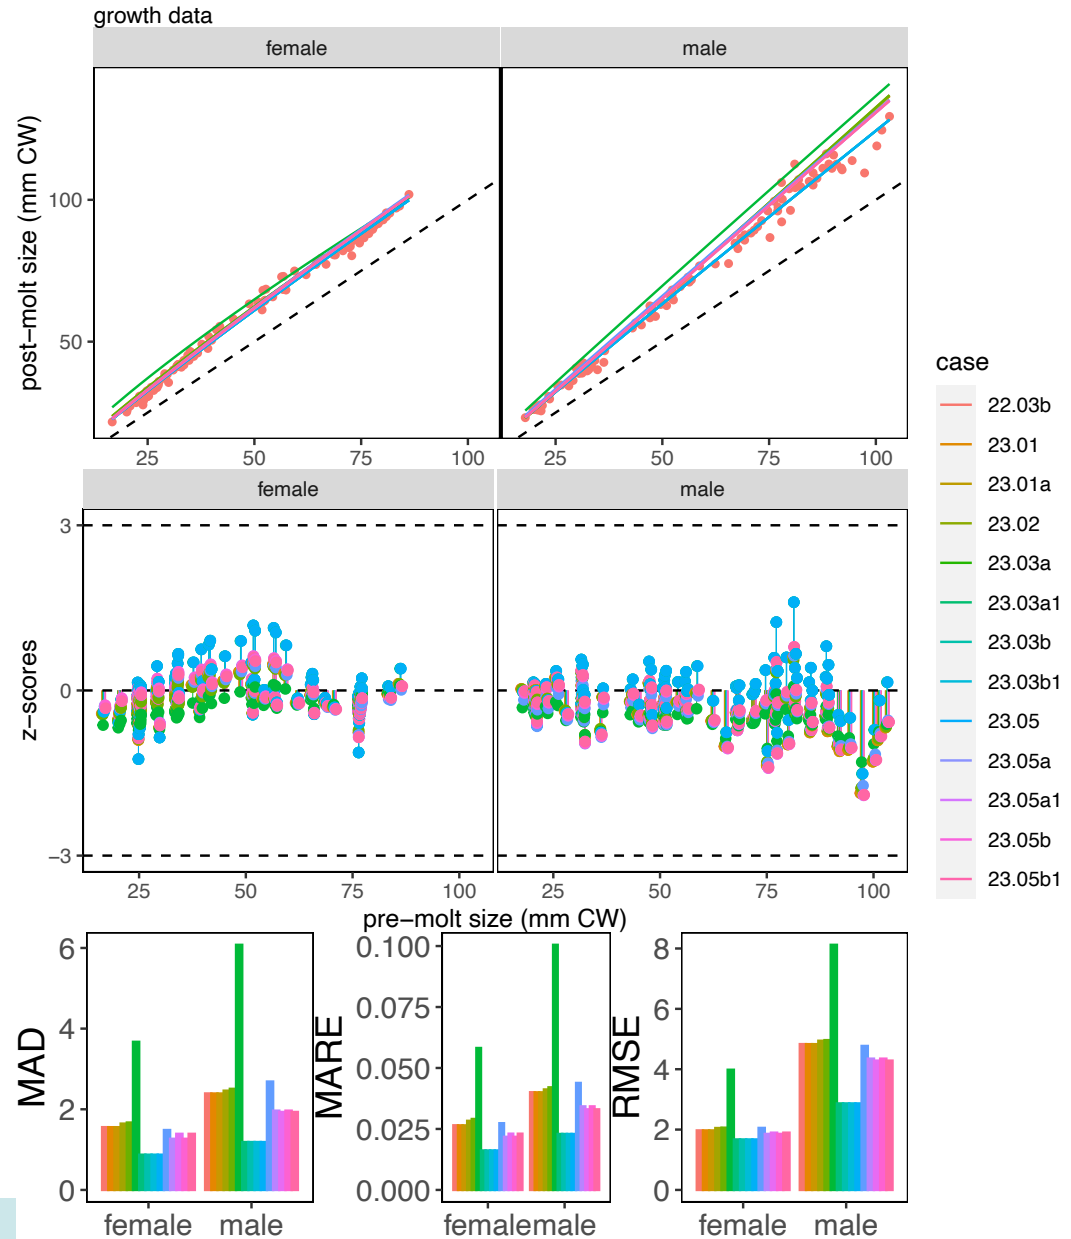 growth data
female male
post−molt size (mm CW)
100
50
25 50 75 100 25 50 75 100
female male
z−scores
3
0
−3
25 50 75 100 25 50 75 100
pre−molt size (mm CW)
case
22.03b
23.01
23.01a
23.02
23.03a
23.03a1
23.03b
23.03b1
23.05
23.05a
23.05a1
23.05b
23.05b1
MAD
6
4
2
0
female male
MARE
0.100
0.075
0.050
0.025
0.000
female male
RMSE
8
6
4
2
0
female male